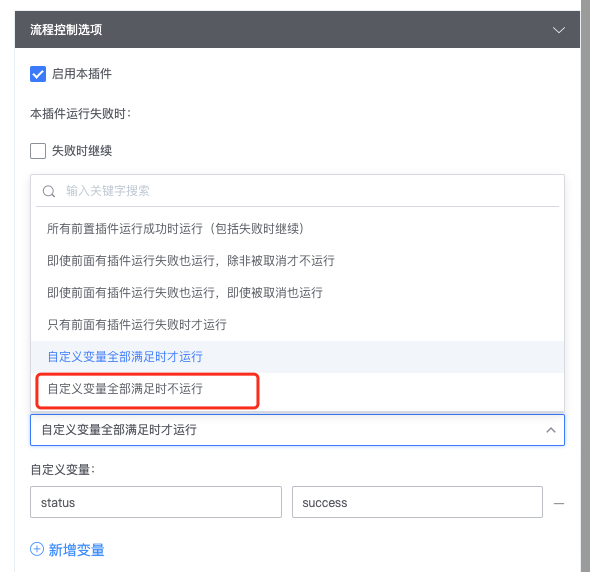 流程控制选项
启用本插件
本插件运行失败时：
失败时继续
输入关键字搜索
所有前置插件运行成功时运行（包括失败时继续）
即使前面有插件运行失败也运行，除非被取消才不运行
即使前面有插件运行失败也运行，即使被取消也运行
只有前面有插件运行失败时才运行
自定义变量全部满足时才运行
自定义变量全部满足时不运行
自定义变量全部满足时才运行
自定义变量：
status success
新增变量